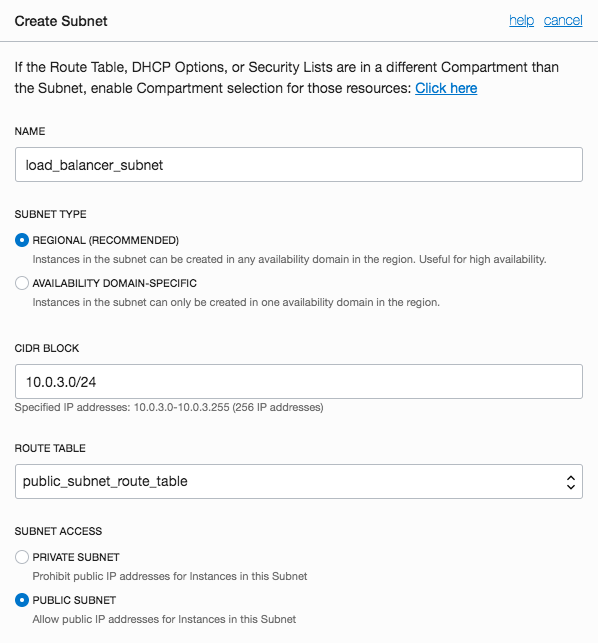 Create Subnet
help cancel
If the Route Table, DHCP Options, or Security Lists are in a different Compartment than
the Subnet, enable Compartment selection for those resources: Click here
NAME
load_balancer_subnet
SUBNET TYPE
REGIONAL (RECOMMENDED)
Instances in the subnet can be created in any availability domain in the region. Useful for high availability.
AVAILABILITY DOMAIN-SPECIFIC
Instances in the subnet can only be created in one availability domain in the region.
CIDR BLOCK
10.0.3.0/24
Specified IP addresses: 10.0.3.0-10.0.3.255 (256 IP addresses)
ROUTE TABLE
public_subnet_route_table
SUBNET ACCESS
PRIVATE SUBNET
Prohibit public IP addresses for Instances in this Subnet
PUBLIC SUBNET
Allow public IP addresses for Instances in this Subnet